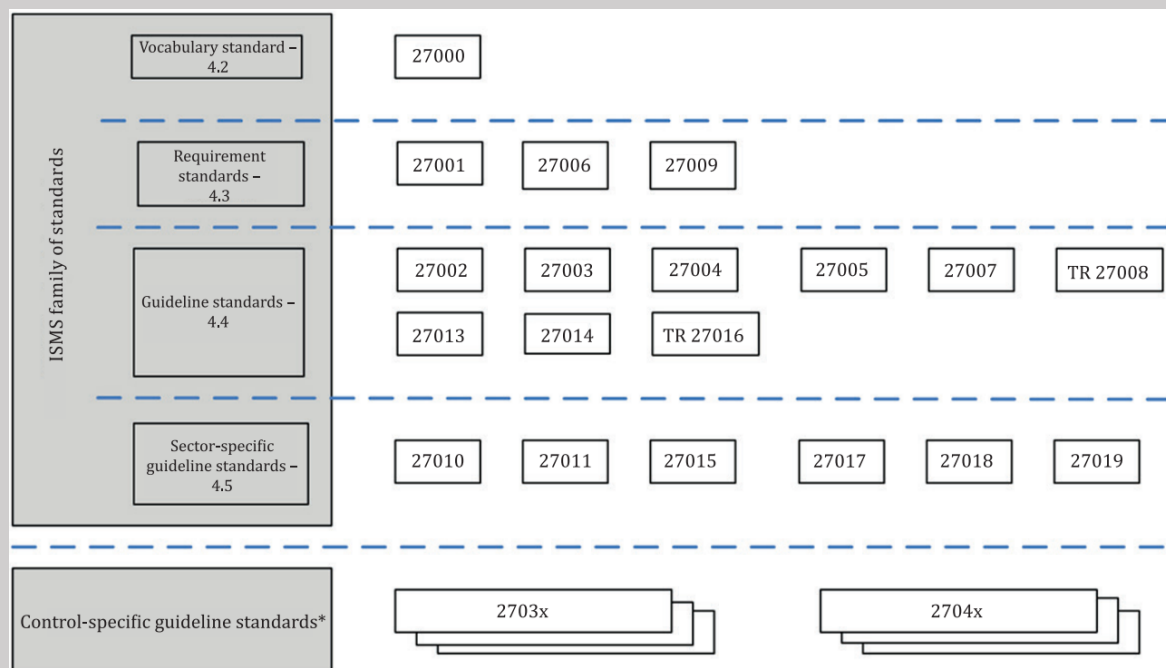 ISMS family of standards
Vocabulary standard –
4.2
27000
Requirement
standards –
4.3
27001
27006
27009
Guideline standards –
4.4
27002
27003
27004
27005
27007
TR 27008
27013
27014
TR 27016
Sector-specific
guideline standards –
4.5
27010
27011
27015
27017
27018
27019
Control-specific guideline standards*
2703x
2704x